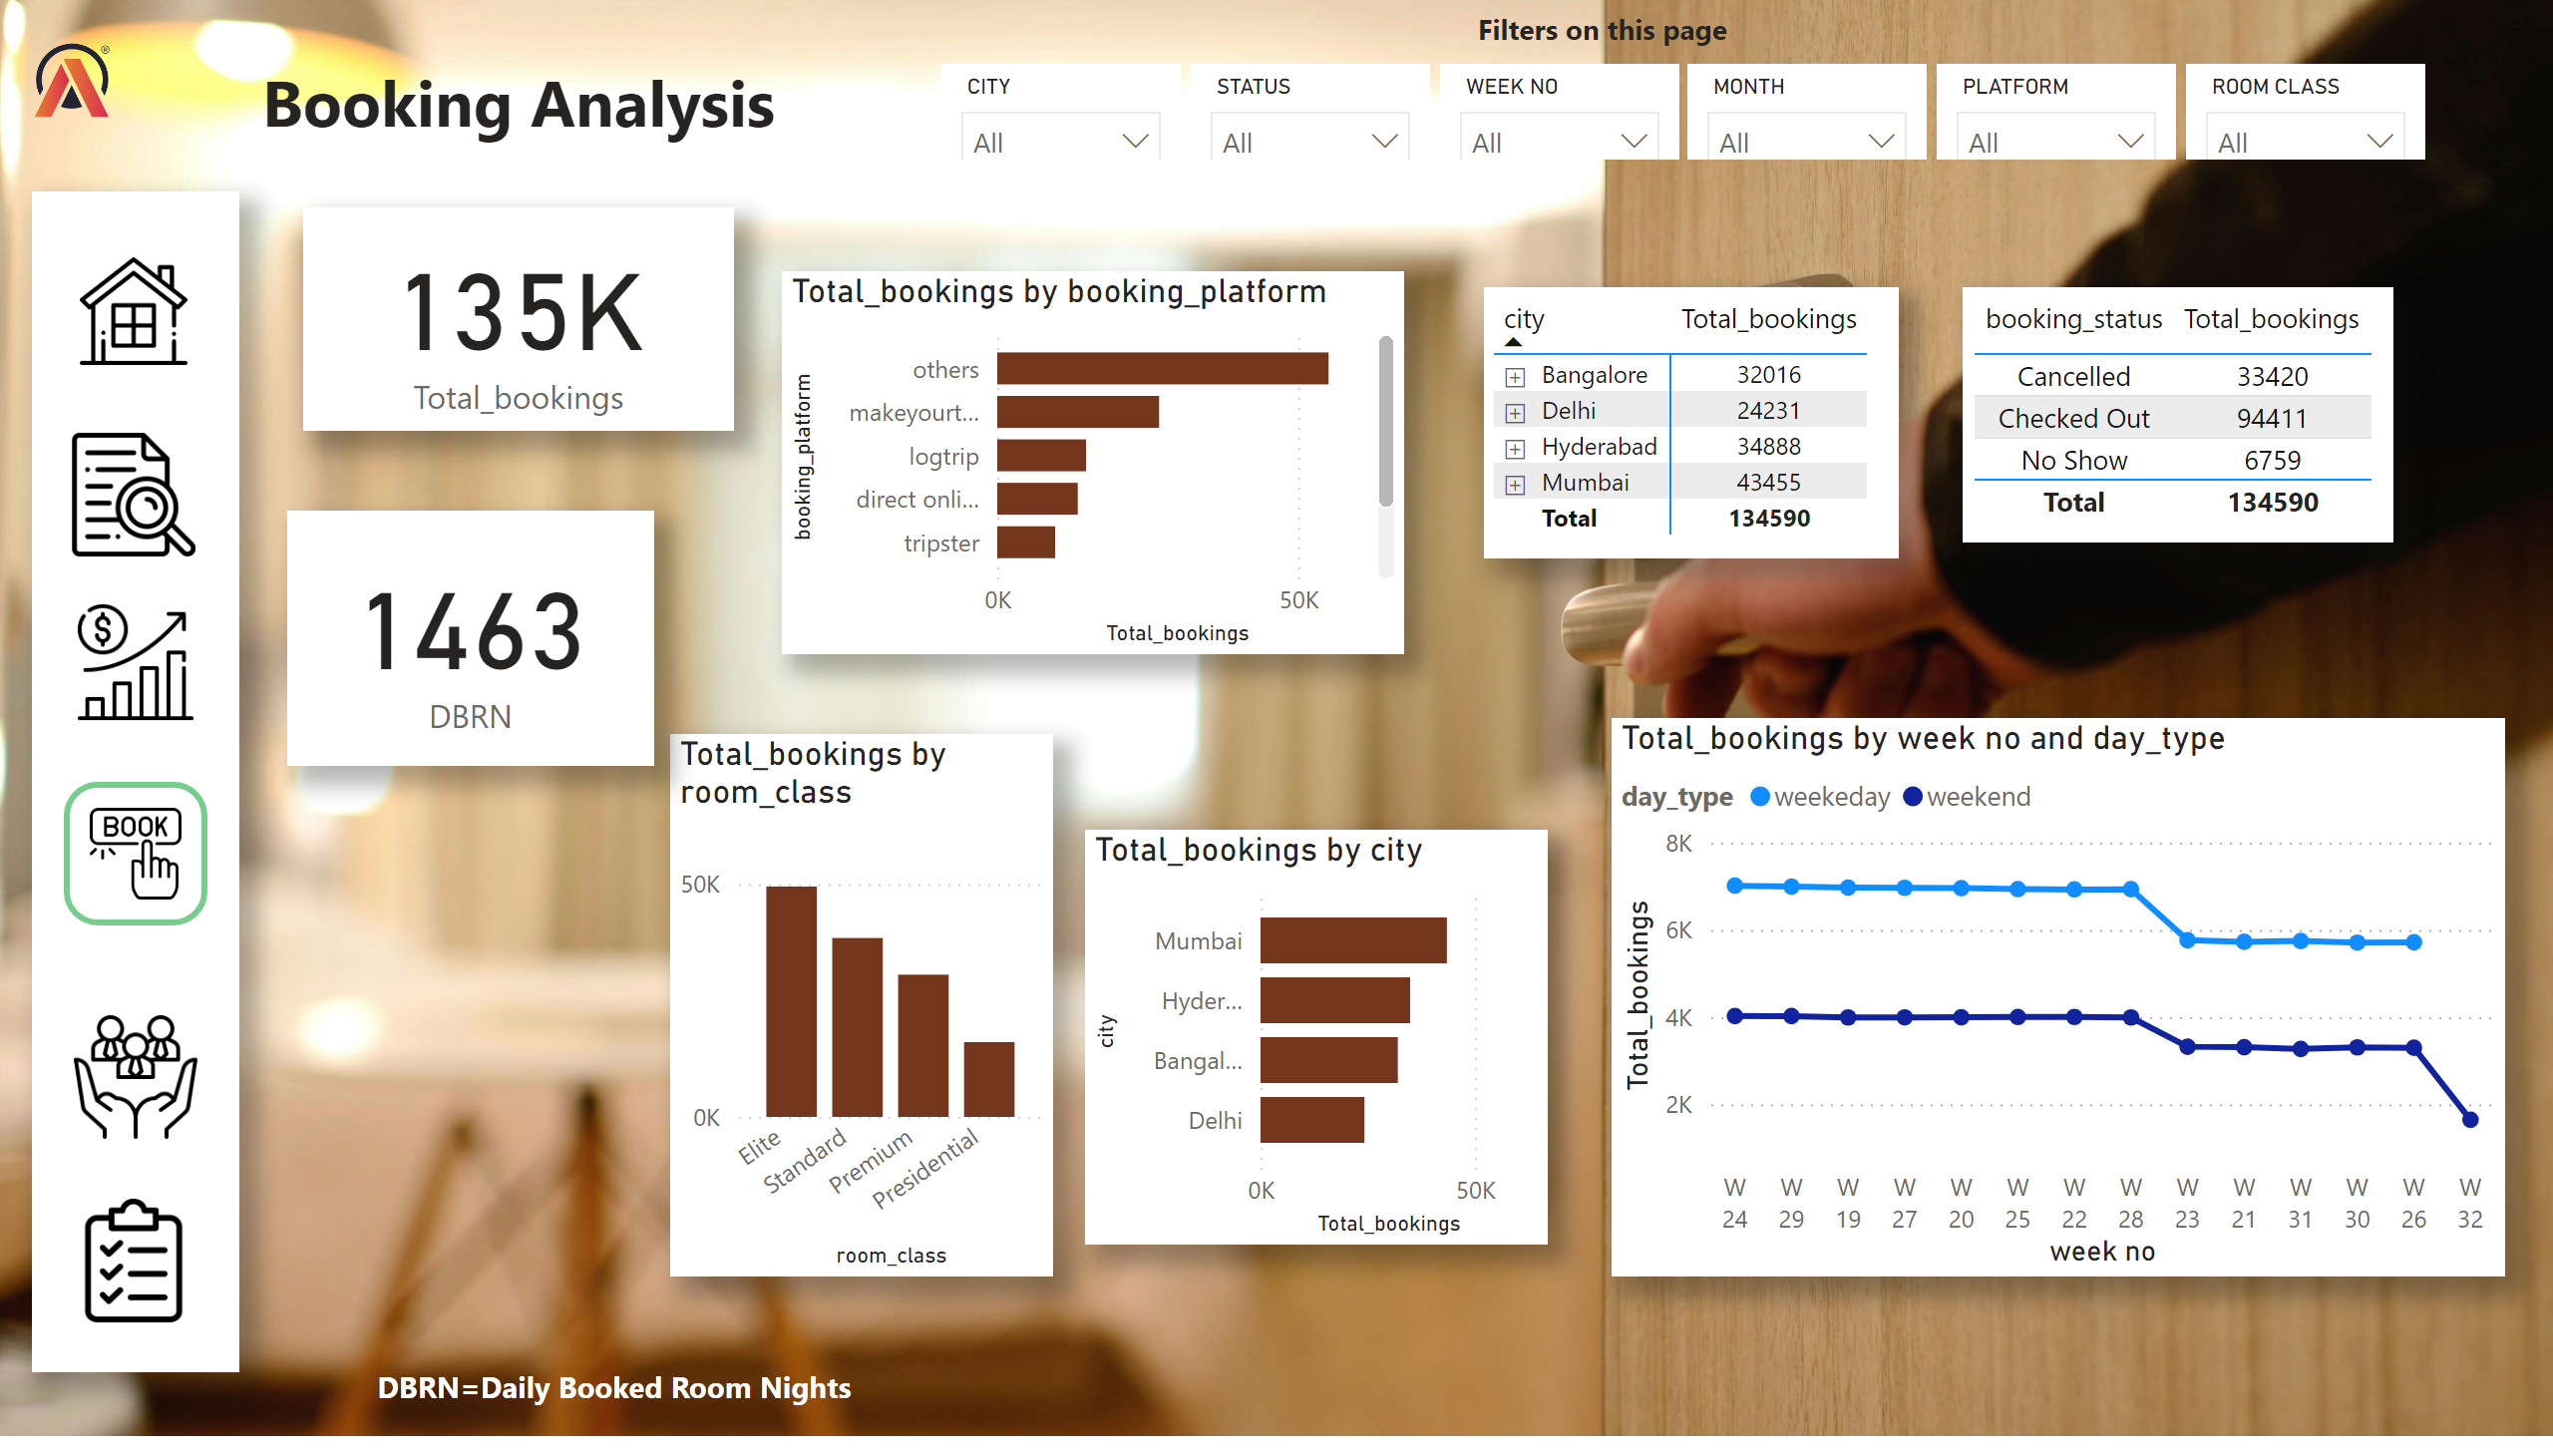 Filters on this page
®
Booking Analysis
CITY
All
STATUS
All
WEEK NO
All
MONTH
All
PLATFORM
All
ROOM CLASS
All
135K
Total_bookings
1463
DBRN
BOOK
Total_bookings by booking_platform
booking_platform
others
makeyourt...
logtrip
direct onli...
tripster
0K 50K
Total_bookings
city Total_bookings
Bangalore 32016
Delhi 24231
Hyderabad 34888
Mumbai 43455
Total 134590
booking_status Total_bookings
Cancelled 33420
Checked Out 94411
No Show 6759
Total 134590
Total_bookings by
room_class
50K
0K
Elite Standard Premium Presidential
room_class
Total_bookings by city
city
Mumbai
Hyder...
Bangal...
Delhi
0K 50K
Total_bookings
Total_bookings by week no and day_type
day_type weekeday weekend
Total_bookings
8K
6K
4K
2K
W W W W W W W W W W W W W W
24 29 19 27 20 25 22 28 23 21 31 30 26 32
week no
DBRN=Daily Booked Room Nights